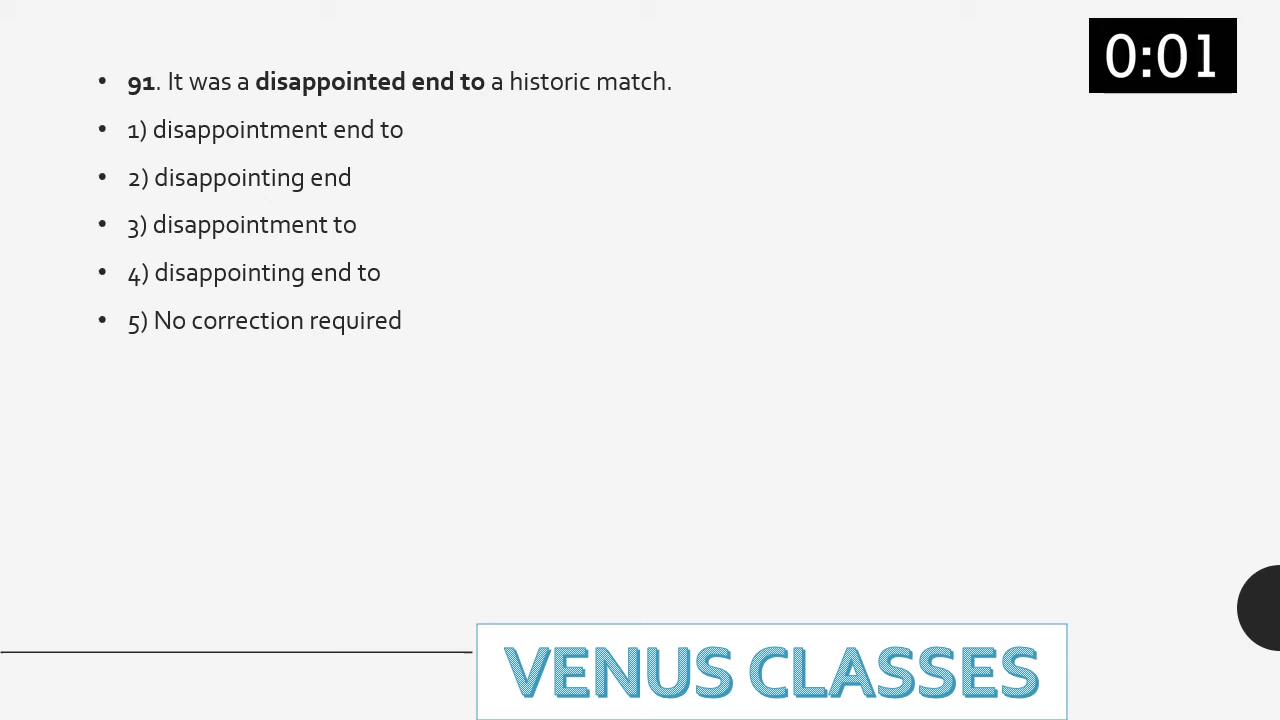 0:01
• 91. It was a disappointed end to a historic match.
• 1) disappointment end to
• 2) disappointing end
• 3) disappointment to
• 4) disappointing end to
• 5) No correction required
VENUS CLASSES